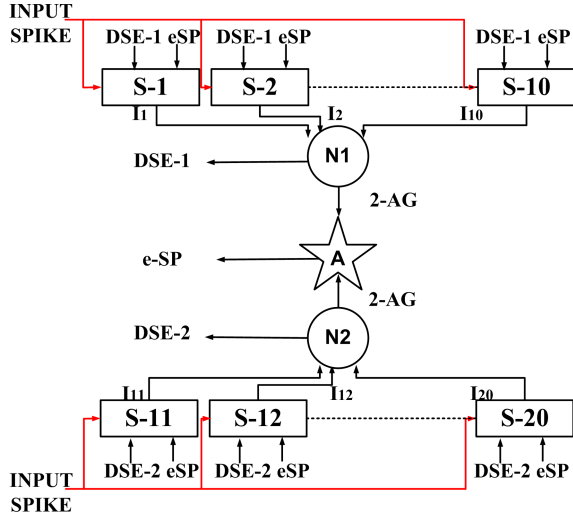 INPUT
SPIKE
DSE-1 eSP
DSE-1 eSP
DSE-1 eSP
S-1
S-2
S-10
I1
I2
I10
N1
DSE-1
2-AG
A
e-SP
2-AG
N2
DSE-2
I11
I12
I20
S-11
S-12
S-20
DSE-2 eSP
DSE-2 eSP
DSE-2 eSP
INPUT
SPIKE